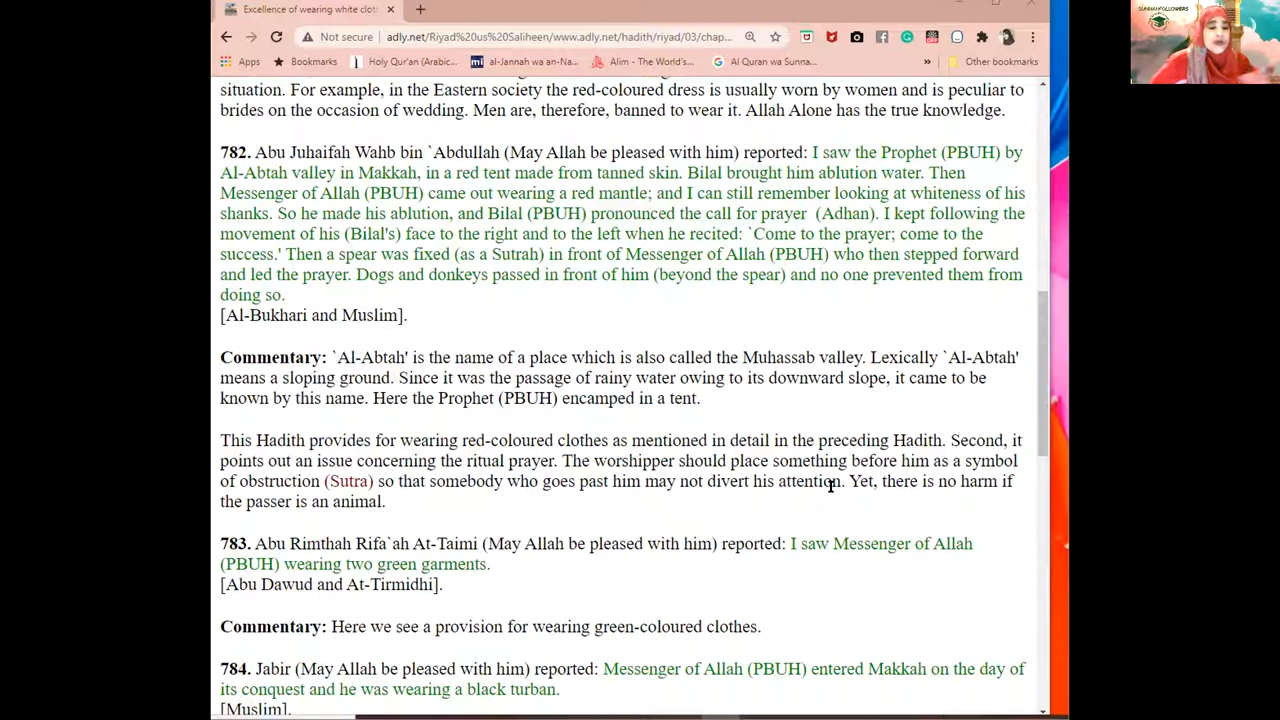 Excellence of wearing white clot
Not secure | adly.net/Riyad%20us%20Saliheen/www.adly.net/hadith/riyad/03/chap...
Apps Bookmarks Holy Qur'an (Arabic... al-Jannah wa an-Na... Alim - The World's... Al Quran wa Sunna... » Other bookmarks
SUNNAHFOLLOWERS
situation. For example, in the Eastern society the red-coloured dress is usually worn by women and is peculiar to
brides on the occasion of wedding. Men are, therefore, banned to wear it. Allah Alone has the true knowledge.
782. Abu Juhaifah Wahb bin `Abdullah (May Allah be pleased with him) reported: I saw the Prophet (PBUH) by
Al-Abtah valley in Makkah, in a red tent made from tanned skin. Bilal brought him ablution water. Then
Messenger of Allah (PBUH) came out wearing a red mantle; and I can still remember looking at whiteness of his
shanks. So he made his ablution, and Bilal (PBUH) pronounced the call for prayer (Adhan). I kept following the
movement of his (Bilal's) face to the right and to the left when he recited: `Come to the prayer; come to the
success.' Then a spear was fixed (as a Sutrah) in front of Messenger of Allah (PBUH) who then stepped forward
and led the prayer. Dogs and donkeys passed in front of him (beyond the spear) and no one prevented them from
doing so.
[Al-Bukhari and Muslim].
Commentary: `Al-Abtah' is the name of a place which is also called the Muhassab valley. Lexically `Al-Abtah'
means a sloping ground. Since it was the passage of rainy water owing to its downward slope, it came to be
known by this name. Here the Prophet (PBUH) encamped in a tent.
This Hadith provides for wearing red-coloured clothes as mentioned in detail in the preceding Hadith. Second, it
points out an issue concerning the ritual prayer. The worshipper should place something before him as a symbol
of obstruction (Sutra) so that somebody who goes past him may not divert his attention. Yet, there is no harm if
the passer is an animal.
783. Abu Rimthah Rifa`ah At-Taimi (May Allah be pleased with him) reported: I saw Messenger of Allah
(PBUH) wearing two green garments.
[Abu Dawud and At-Tirmidhi].
Commentary: Here we see a provision for wearing green-coloured clothes.
784. Jabir (May Allah be pleased with him) reported: Messenger of Allah (PBUH) entered Makkah on the day of
its conquest and he was wearing a black turban.
[Muslim].